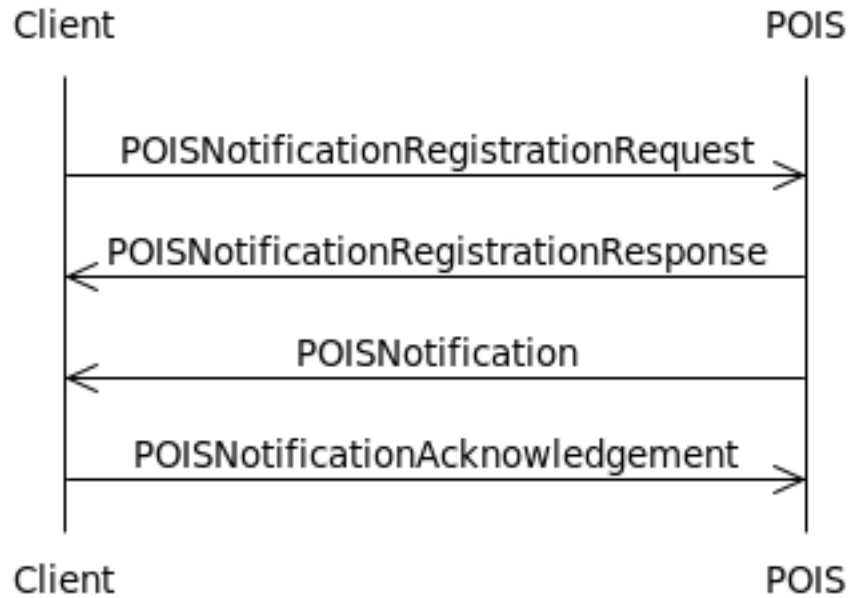 Client POIS
POISNotificationRegistrationRequest
POISNotificationRegistrationResponse
POISNotification
POISNotificationAcknowledgement
Client POIS